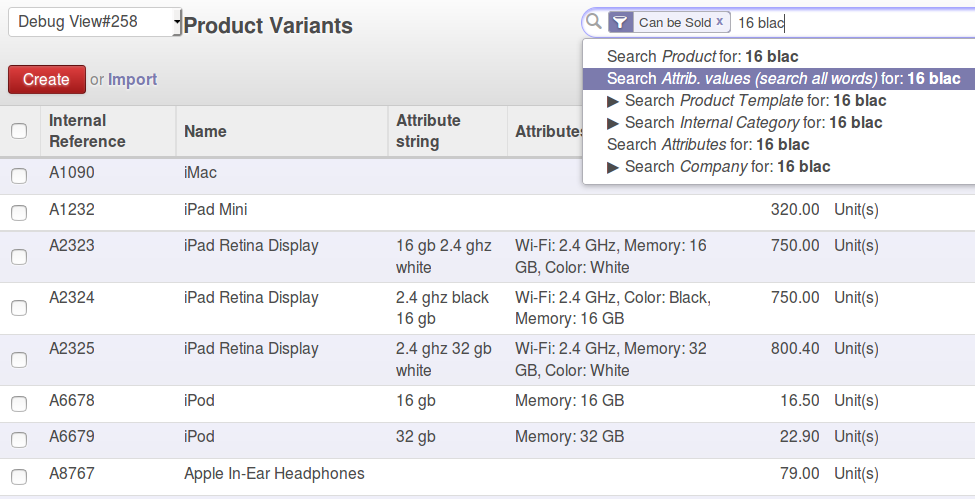 Debug View#258
Product Variants
Can be Sold x 16 blac
Create or Import
Search Product for: 16 blac
Search Attrib. values (search all words) for: 16 blac
▶ Search Product Template for: 16 blac
▶ Search Internal Category for: 16 blac
Search Attributes for: 16 blac
▶ Search Company for: 16 blac
Internal
Reference
Name
Attribute
string
Attributes
A1090 iMac
A1232 iPad Mini 320.00 Unit(s)
A2323 iPad Retina Display 16 gb 2.4 ghz Wi-Fi: 2.4 GHz, Memory: 16 750.00 Unit(s)
white GB, Color: White
A2324 iPad Retina Display 2.4 ghz black Wi-Fi: 2.4 GHz, Color: Black, 750.00 Unit(s)
16 gb Memory: 16 GB
A2325 iPad Retina Display 2.4 ghz 32 gb Wi-Fi: 2.4 GHz, Memory: 32 800.40 Unit(s)
white GB, Color: White
A6678 iPod 16 gb Memory: 16 GB 16.50 Unit(s)
A6679 iPod 32 gb Memory: 32 GB 22.90 Unit(s)
A8767 Apple In-Ear Headphones 79.00 Unit(s)